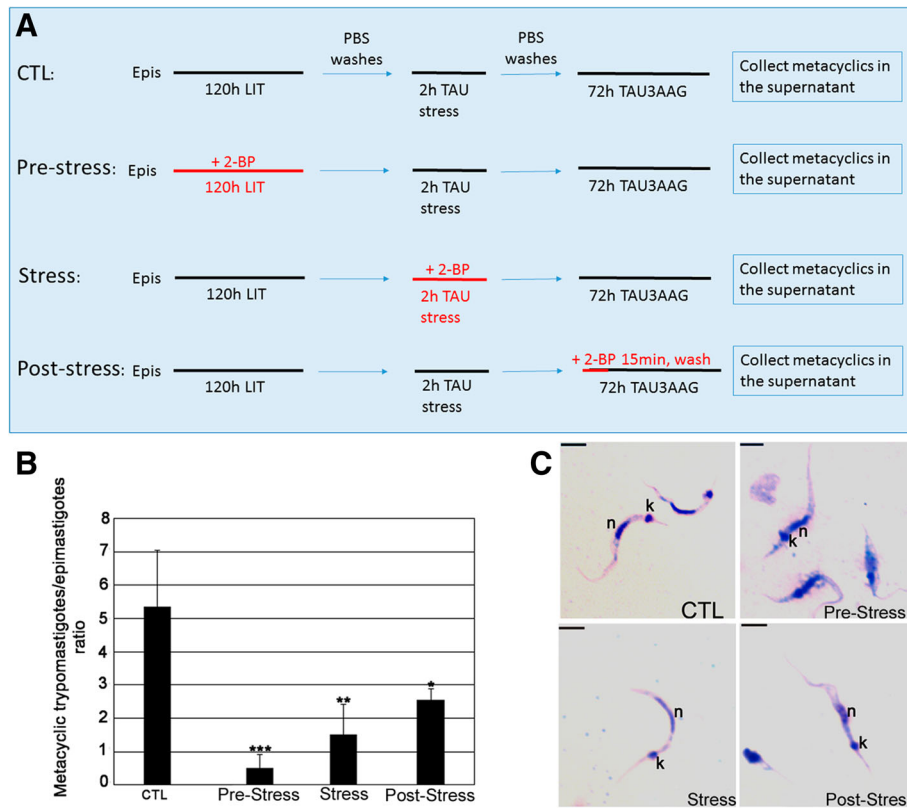 A
CTL:
Epis
120h LIT
PBS
washes
2h TAU
stress
PBS
washes
72h TAU3AAG
Collect metacyclics in
the supernatant
Pre-stress:
Epis
+ 2-BP
120h LIT
2h TAU
stress
72h TAU3AAG
Collect metacyclics in
the supernatant
Stress:
Epis
120h LIT
+ 2-BP
2h TAU
stress
72h TAU3AAG
Collect metacyclics in
the supernatant
Post-stress:
Epis
120h LIT
2h TAU
stress
+ 2-BP 15min, wash
72h TAU3AAG
Collect metacyclics in
the supernatant
B
Metacyclic trypomastigotes/epimastigotes
ratio
8
7
6
5
4
3
2
1
0
***
**
*
CTL
Pre-Stress
Stress
Post-Stress
C
n
k
CTL
k
n
Pre-Stress
n
k
Stress
n
k
Post-Stres